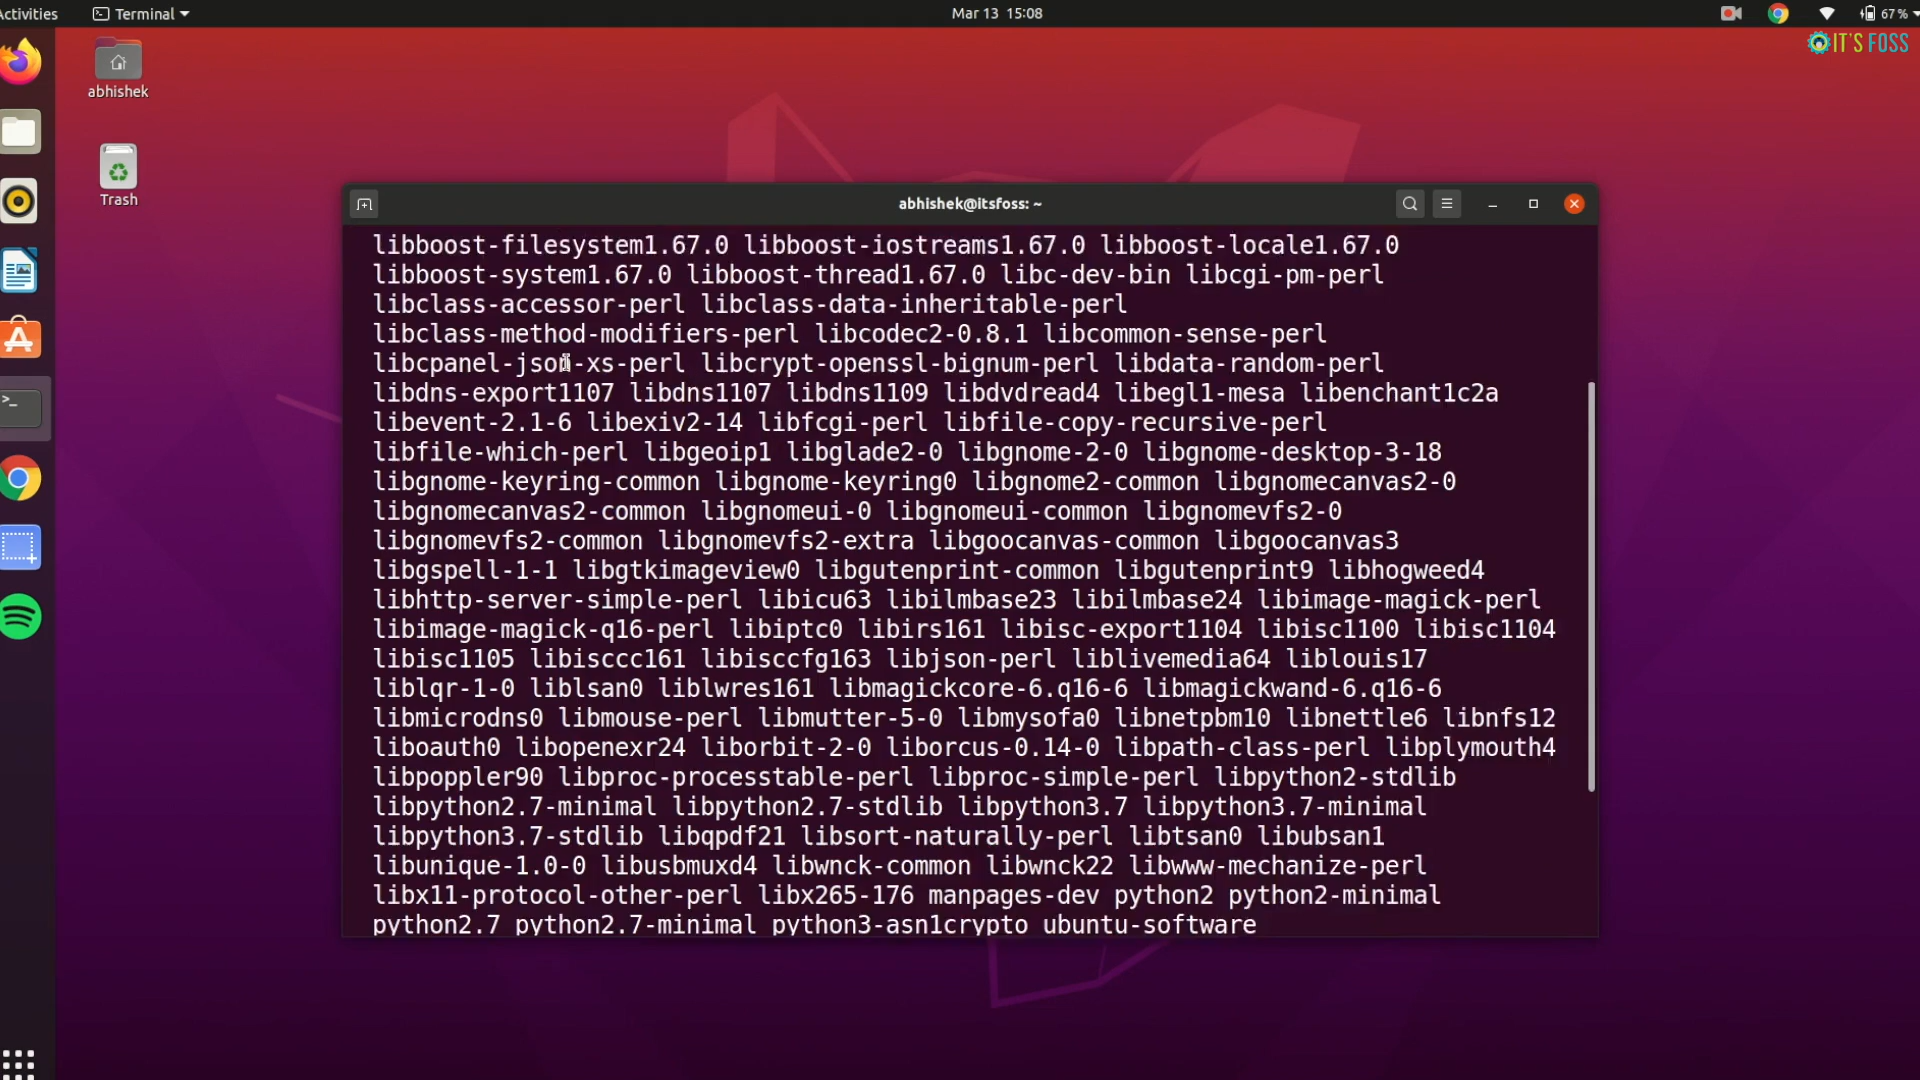 Activities
Terminal
Mar 13 15:08
67 %
IT'S FOSS
abhishek
Trash
abhishek@itsfoss: ~
libboost-filesystem1.67.0 libboost-iostreams1.67.0 libboost-locale1.67.0
libboost-system1.67.0 libboost-thread1.67.0 libc-dev-bin libcgi-pm-perl
libclass-accessor-perl libclass-data-inheritable-perl
libclass-method-modifiers-perl libcodec2-0.8.1 libcommon-sense-perl
libcpanel-json-xs-perl libcrypt-openssl-bignum-perl libdata-random-perl
libdns-export1107 libdns1107 libdns1109 libdvdread4 libegl1-mesa libenchant1c2a
libevent-2.1-6 libexiv2-14 libfcgi-perl libfile-copy-recursive-perl
libfile-which-perl libgeoip1 libglade2-0 libgnome-2-0 libgnome-desktop-3-18
libgnome-keyring-common libgnome-keyring0 libgnome2-common libgnomecanvas2-0
libgnomecanvas2-common libgnomeui-0 libgnomeui-common libgnomevfs2-0
libgnomevfs2-common libgnomevfs2-extra libgoocanvas-common libgoocanvas3
libgspell-1-1 libgtkimageview0 libgutenprint-common libgutenprint9 libhogweed4
libhttp-server-simple-perl libicu63 libilmbase23 libilmbase24 libimage-magick-perl
libimage-magick-q16-perl libiptc0 libirs161 libisc-export1104 libisc1100 libisc1104
libisc1105 libisccc161 libisccfg163 libjson-perl liblivemedia64 liblouis17
liblqr-1-0 liblsan0 liblwres161 libmagickcore-6.q16-6 libmagickwand-6.q16-6
libmicrodns0 libmouse-perl libmutter-5-0 libmysofa0 libnetpbm10 libnettle6 libnfs12
liboauth0 libopenexr24 liborbit-2-0 liborcus-0.14-0 libpath-class-perl libplymouth4
libpoppler90 libproc-processtable-perl libproc-simple-perl libpython2-stdlib
libpython2.7-minimal libpython2.7-stdlib libpython3.7 libpython3.7-minimal
libpython3.7-stdlib libqpdf21 libsort-naturally-perl libtsan0 libubsan1
libunique-1.0-0 libusbmuxd4 libwnck-common libwnck22 libwww-mechanize-perl
libx11-protocol-other-perl libx265-176 manpages-dev python2 python2-minimal
python2.7 python2.7-minimal python3-asn1crypto ubuntu-software